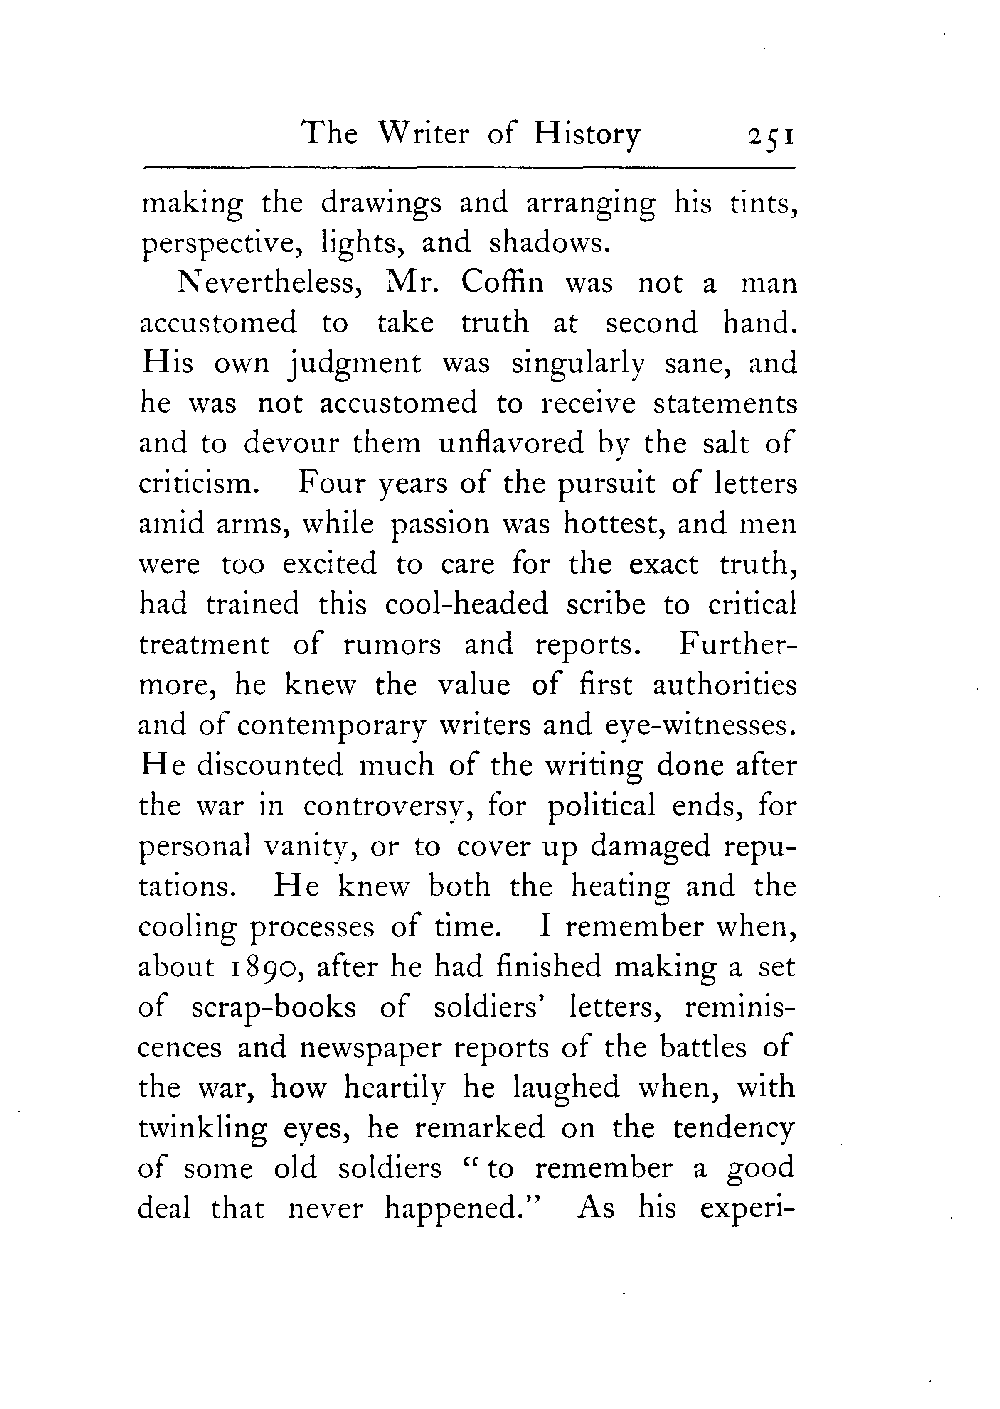 The Writer of History 251
making the drawings and arranging his tints,
perspective, lights, and shadows.
Nevertheless, Mr. Coffin was not a man
accustomed to take truth at second hand.
His own judgment was singularly sane, and
he was not accustomed to receive statements
and to devour them unflavored by the salt of
criticism. Four years of the pursuit of letters
amid arms, while passion was hottest, and men
were too excited to care for the exact truth,
had trained this cool-headed scribe to critical
treatment of rumors and reports. Further-
more, he knew the value of first authorities
and of contemporary writers and eye-witnesses.
He discounted much of the writing done after
the war in controversy, for political ends, for
personal vanity, or to cover up damaged repu-
tations. He knew both the heating and the
cooling processes of time. I remember when,
about 1890, after he had finished making a set
of scrap-books of soldiers' letters, reminis-
cences and newspaper reports of the battles of
the war, how heartily he laughed when, with
twinkling eyes, he remarked on the tendency
of some old soldiers “to remember a good
deal that never happened.” As his experi-